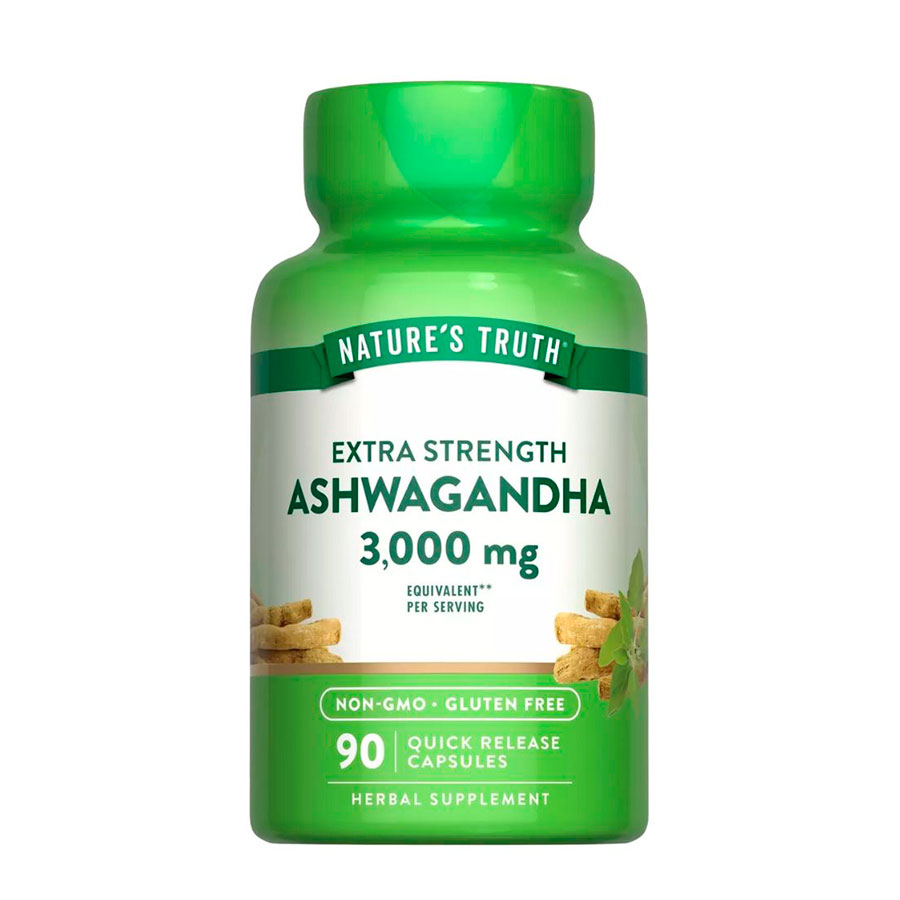 NATURE'S TRUTH®
EXTRA STRENGTH
ASHWAGANDHA
3,000 mg
EQUIVALENT**
PER SERVING
NON-GMO • GLUTEN FREE
90
QUICK RELEASE
CAPSULES
HERBAL SUPPLEMENT